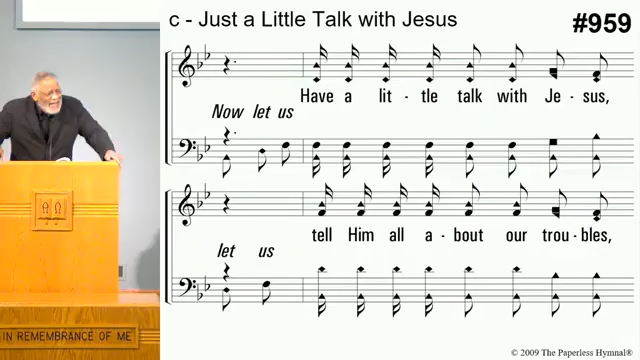 c - Just a Little Talk with Jesus
#959
Have a lit - tle talk with Je - sus,
Now let us
tell Him all a - bout our trou - bles,
let us
IN REMEMBRANCE OF ME
© 2009 The Paperless Hymnal®